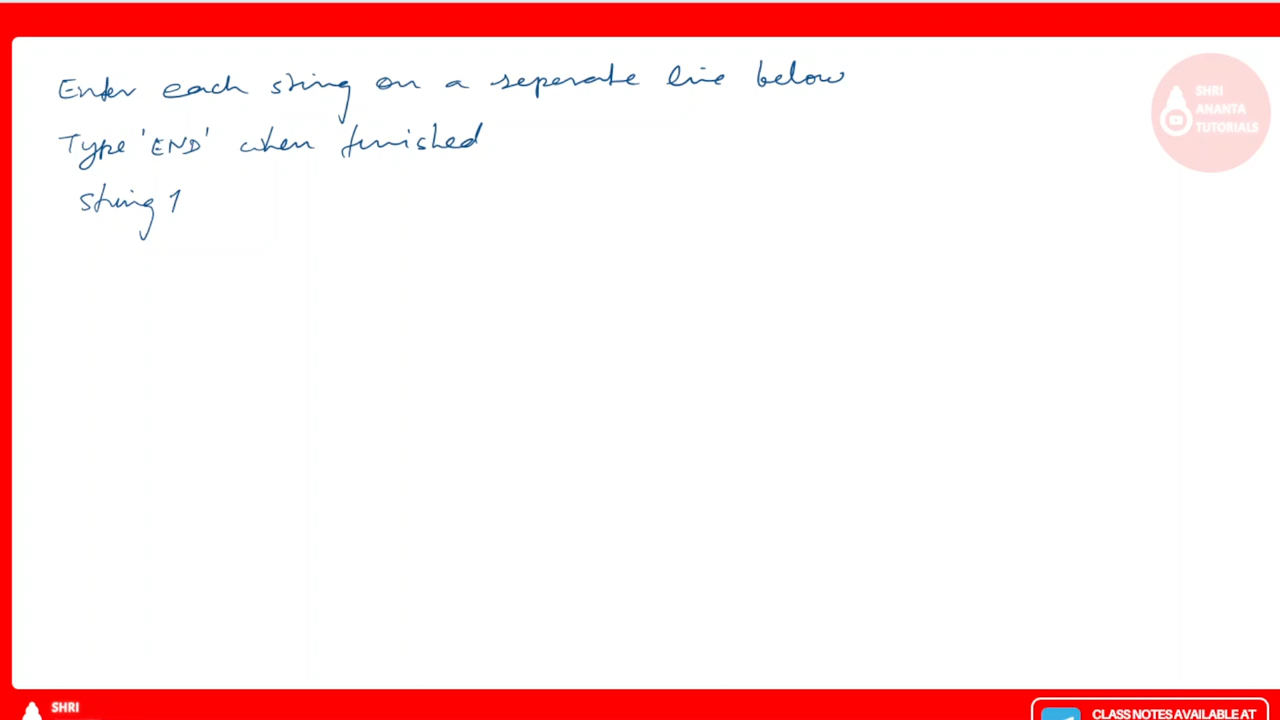 Enter each string on a seperate line below
Type 'END' when finished
string 1
SHRI
ANANTA
TUTORIALS
SHRI
CLASS NOTES AVAILABLE AT